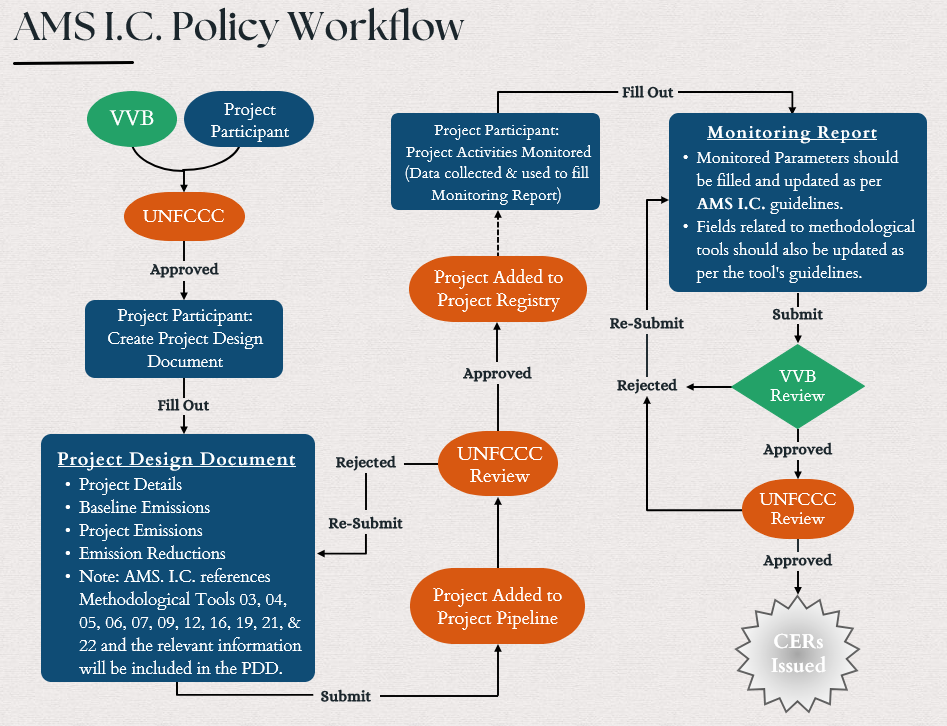 AMS I.C. Policy Workflow
VVB
Project
Participant
UNFCCC
Approved
Project Participant:
Create Project Design
Document
Fill Out
Project Design Document
• Project Details
• Baseline Emissions
• Project Emissions
• Emission Reductions
• Note: AMS. I.C. references
Methodological Tools 03, 04,
05, 06, 07, 09, 12, 16, 19, 21, &
22 and the relevant information
will be included in the PDD.
Submit
Project Added to
Project Pipeline
UNFCCC
Review
Rejected
Re-Submit
Approved
Project Added to
Project Registry
Project Participant:
Project Activities Monitored
(Data collected & used to fill
Monitoring Report)
Fill Out
Monitoring Report
• Monitored Parameters should
be filled and updated as per
AMS I.C. guidelines.
• Fields related to methodological
tools should also be updated as
per the tool's guidelines.
Submit
VVB
Review
Rejected
Re-Submit
Approved
UNFCCC
Review
Approved
CERs
Issued